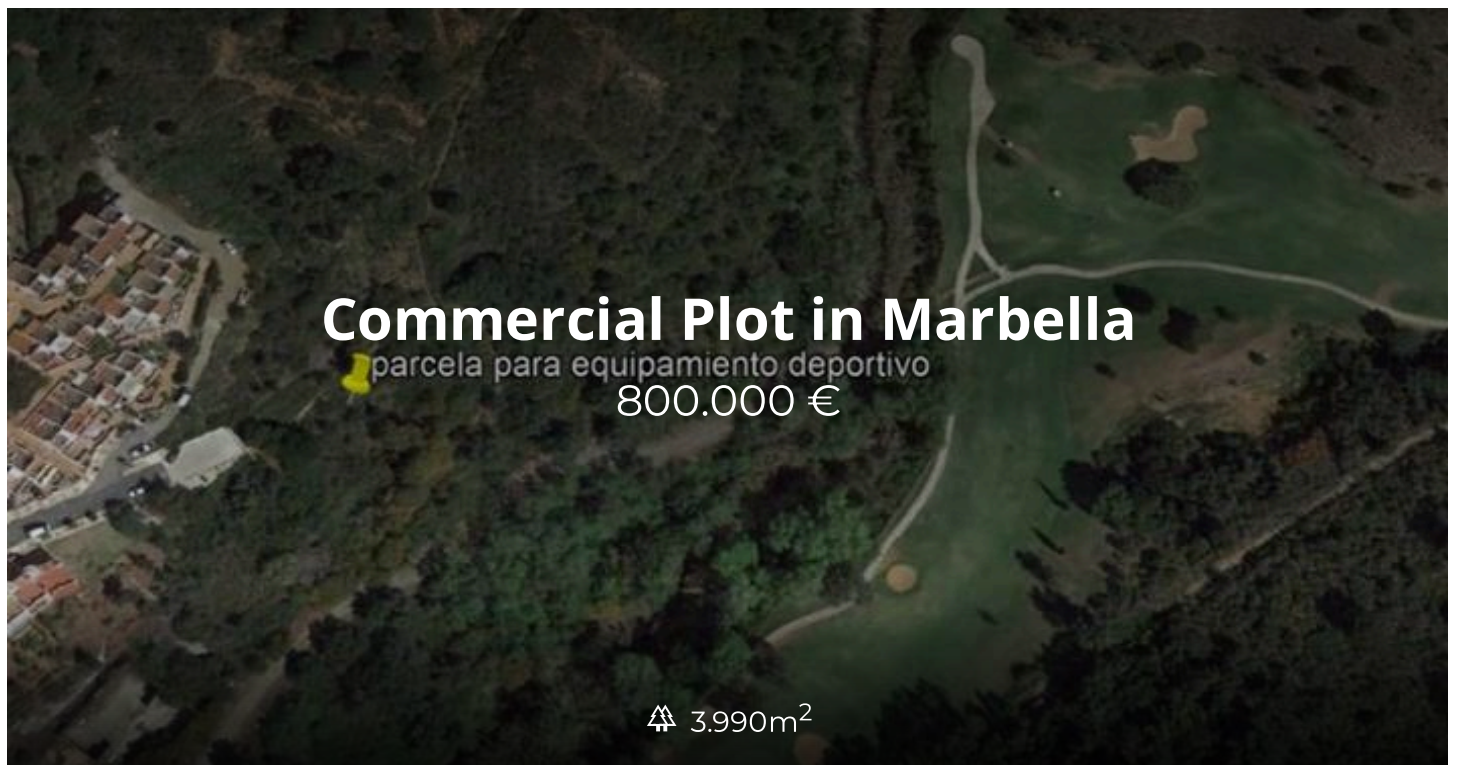 Commercial Plot in Marbella
parcela para equipamiento deportivo
800.000 €
3.990m²